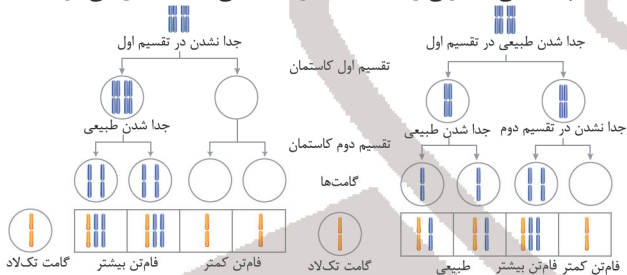 جدا شدن طبیعی در تقسیم اول
جدا نشدن در تقسیم اول
تقسیم اول کاستمان
جدا نشدن در تقسیم دوم
جدا شدن طبیعی
جدا شدن طبیعی
تقسیم دوم کاستمان
گامت‌ها
فام‌تن کمتر
فام‌تن بیشتر
طبیعی
گامت تک‌لاد
فام‌تن کمتر
فام‌تن بیشتر
گامت تک‌لاد